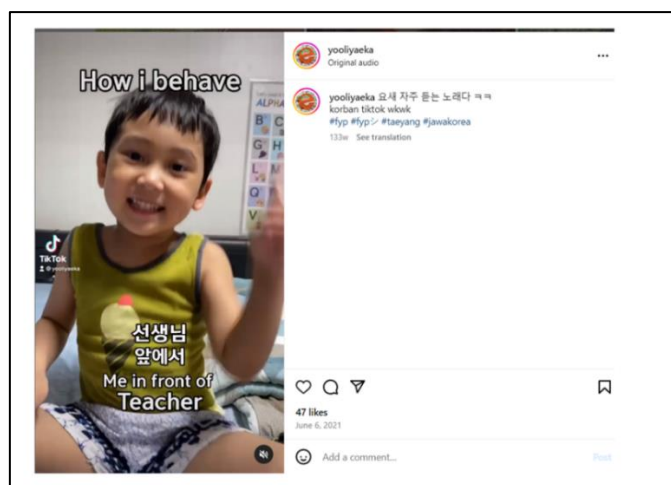 How i behave
ALPHA
B C
G H
L M
Q
V
TikTok
@yooliyaeka
선생님
앞에서
Me in front of
Teacher
yooliyaeka
Original audio
yooliyaeka 요새 자주 듣는 노래다 ㅋㅋ
korban tiktok wkwk
#fyp #fypシ #taeyang #jawakorea
133w See translation
47 likes
June 6, 2021
Add a comment...
Post